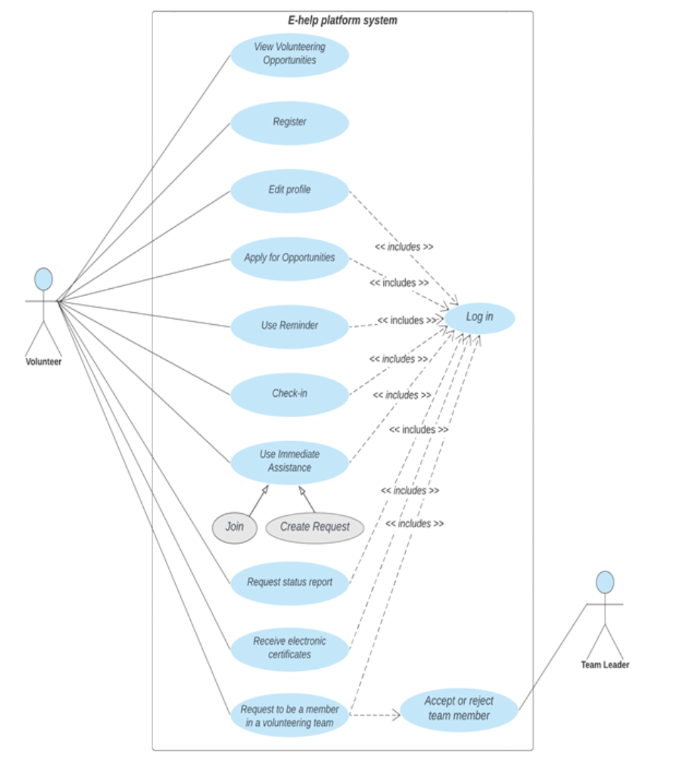 E-help platform system
View Volunteering
Opportunities
Register
Edit profile
<< includes >>
Apply for Opportunities
<< includes >>
Use Reminder
<< includes >>
Log in
Volunteer
<< includes >>
Check-in
<< includes >>
<< includes >>
Use Immediate
Assistance
<< includes >>
Join
Create Request
<< includes >>
Request status report
Receive electronic
certificates
Team Leader
Request to be a member
in a volunteering team
Accept or reject
team member